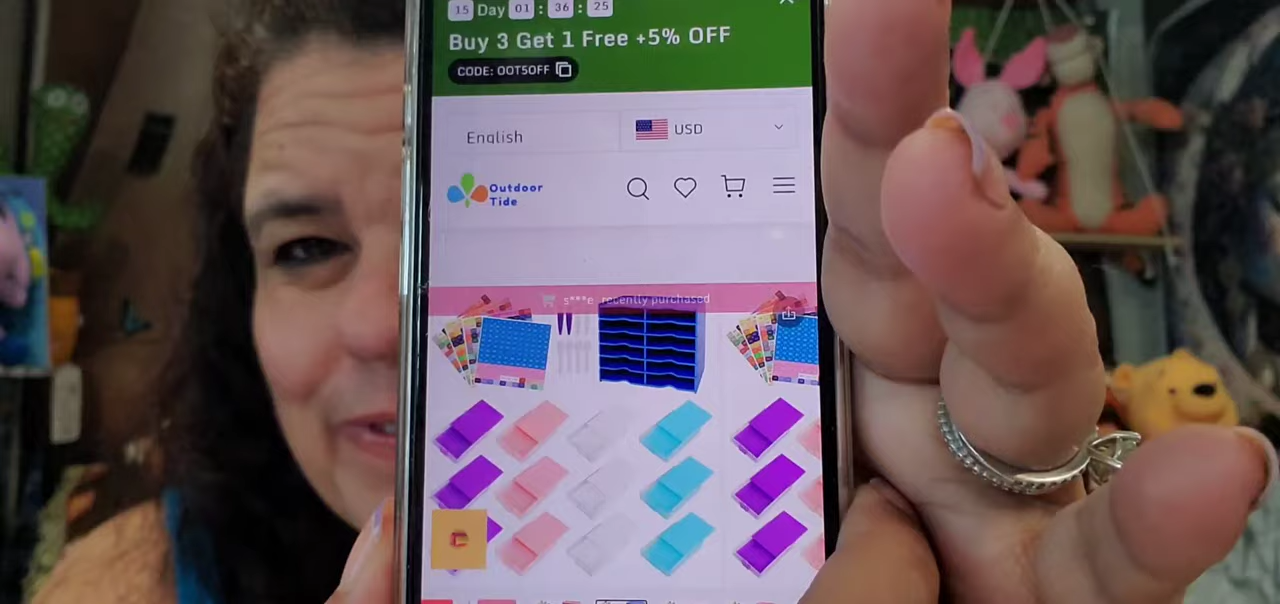 15 Day 01 : 36 : 25
Buy 3 Get 1 Free +5% OFF
CODE: OOT5OFF
English
USD
Outdoor
Tide
s***e recently purchased